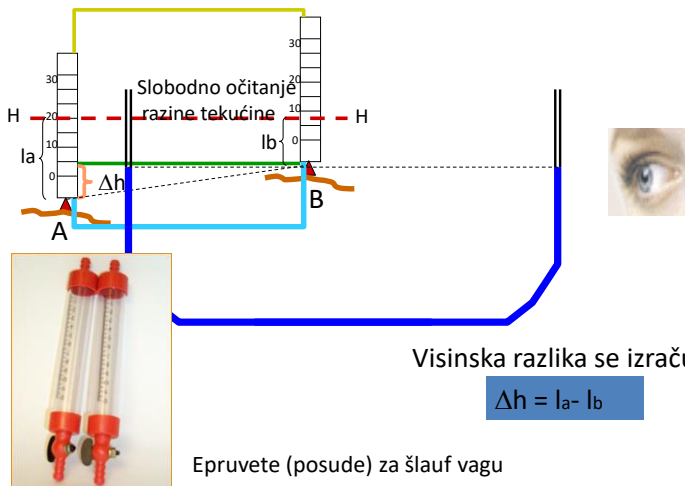 30
20
10
0
30
20
10
0
Slobodno očitanje
razine tekućine
H
H
la
lb
Δh
A
B
Visinska razlika se izraču
Δh = la- lb
Epruvete (posude) za šlauf vagu